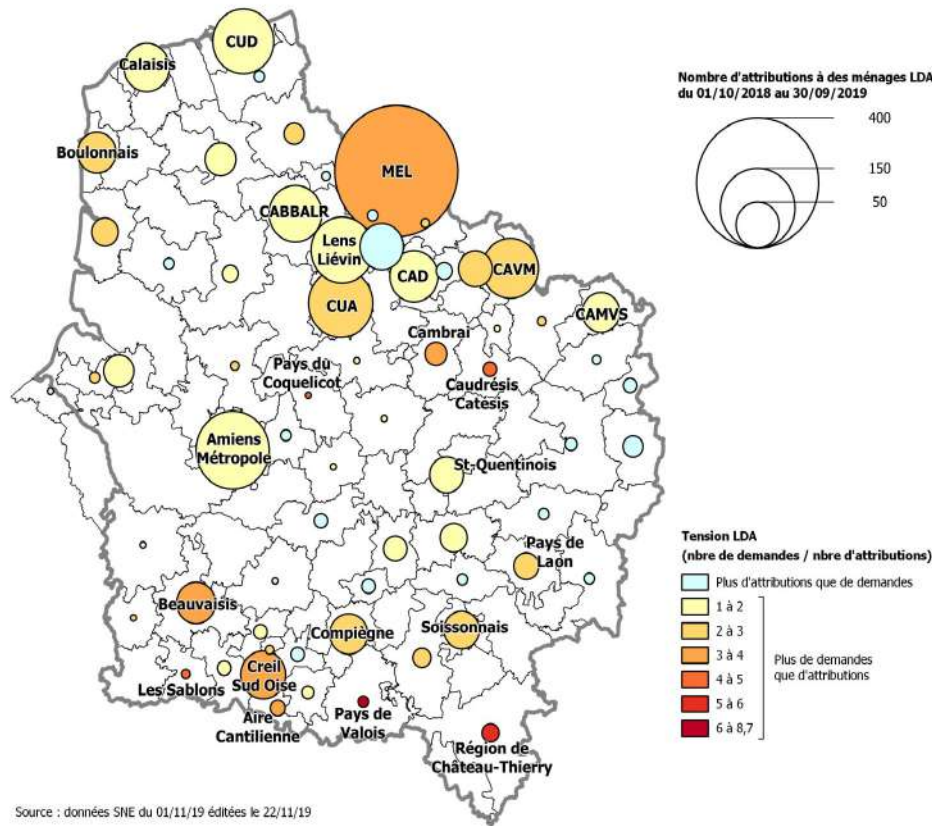 CUD
Calaisis
Boulonnais
MEL
CABBALR
Lens
Liévin
CAD
CAVM
CUA
CAMVS
Cambrai
Pays du
Coquelicot
Caudrésis
Catésis
Amiens
Métropole
St-Quentinois
Pays de
Laon
Beauvaisis
Compiègne
Soissonnais
Creil
Sud Oise
Les Sablons
Aire
Cantilienne
Pays de
Valois
Région de
Château-Thierry
Nombre d'attributions à des ménages LDA
du 01/10/2018 au 30/09/2019
400
150
50
Tension LDA
(nbre de demandes / nbre d'attributions)
Plus d'attributions que de demandes
1 à 2
2 à 3
3 à 4
4 à 5
5 à 6
6 à 8,7
Plus de demandes
que d'attributions
Source : données SNE du 01/11/19 éditées le 22/11/19